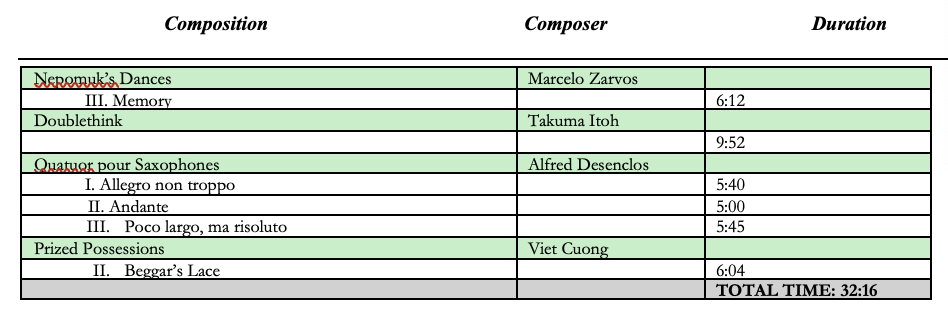 Composition Composer Duration
Nepomuk's Dances Marcelo Zarvos
III. Memory 6:12
Doublethink Takuma Itoh
9:52
Quatuor pour Saxophones Alfred Desenclos
I. Allegro non troppo 5:40
II. Andante 5:00
III. Poco largo, ma risoluto 5:45
Prized Possessions Viet Cuong
II. Beggar's Lace 6:04
TOTAL TIME: 32:16